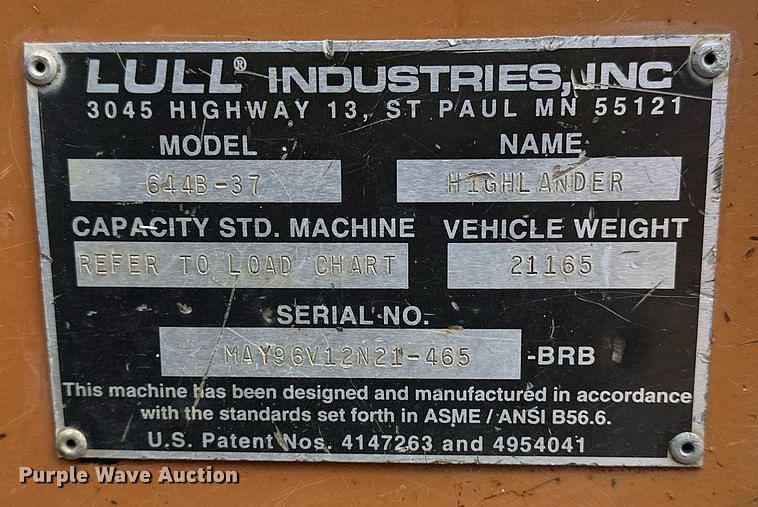 LULL® INDUSTRIES, INC
3045 HIGHWAY 13, ST PAUL MN 55121
MODEL NAME
644B-37 HIGHLANDER
CAPACITY STD. MACHINE VEHICLE WEIGHT
REFER TO LOAD CHART 21165
SERIAL NO.
MAY96V12N21-465 -BRB
This machine has been designed and manufactured in accordance
with the standards set forth in ASME / ANSI B56.6.
U.S. Patent Nos. 4147263 and 4954041
Purple Wave Auction